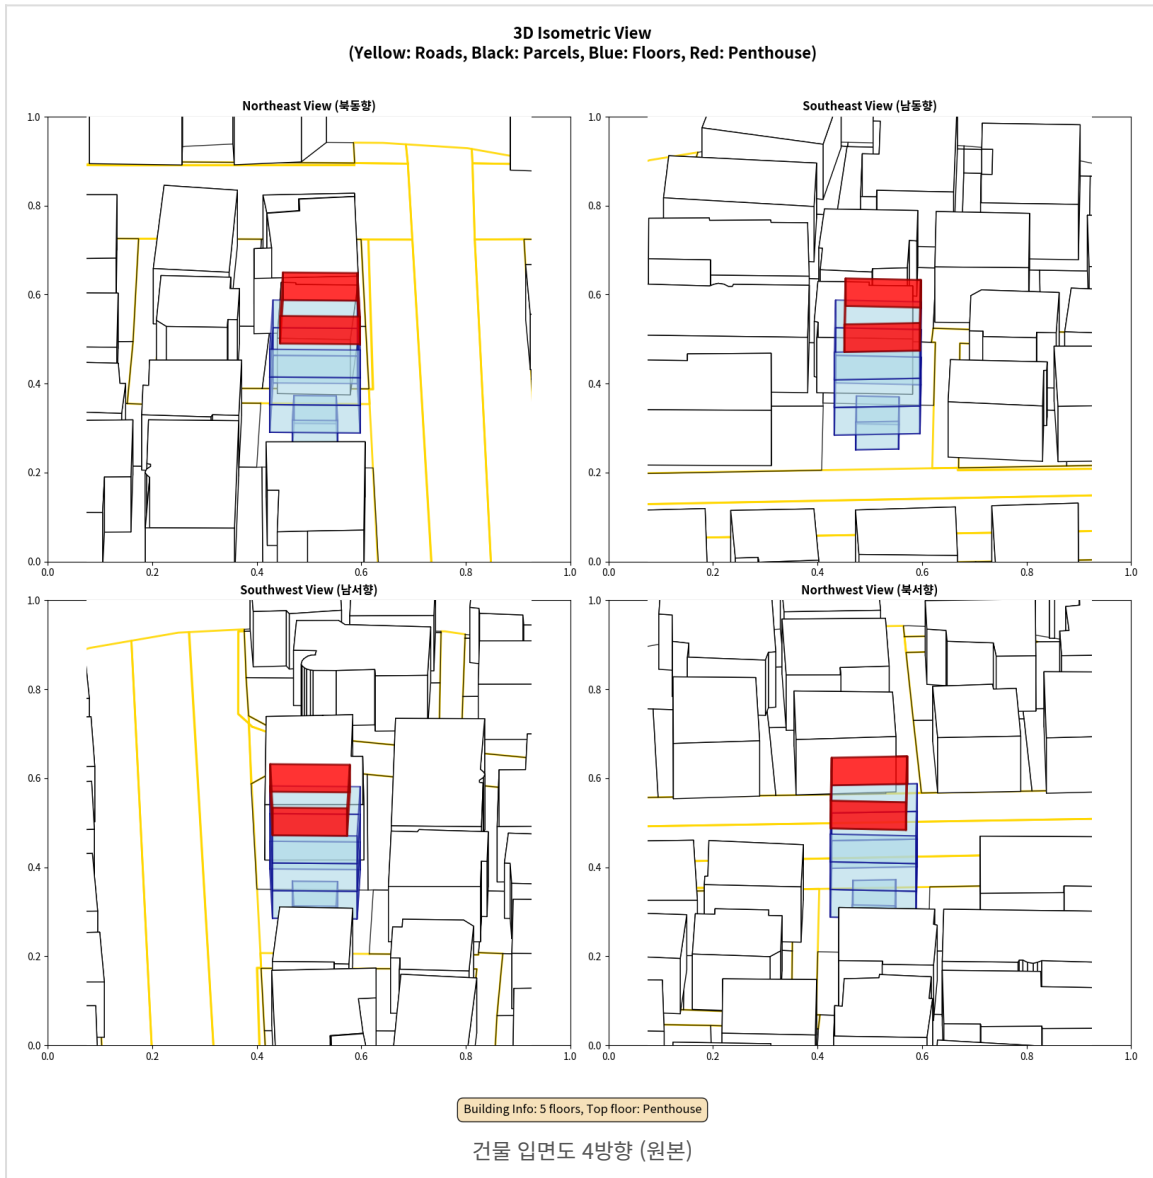 3D Isometric View
(Yellow: Roads, Black: Parcels, Blue: Floors, Red: Penthouse)
Northeast View (북동향)
1.0
0.8
0.6
0.4
0.2
0.0
0.0 0.2 0.4 0.6 0.8 1.0
Southeast View (남동향)
1.0
0.8
0.6
0.4
0.2
0.0
0.0 0.2 0.4 0.6 0.8 1.0
Southwest View (남서향)
1.0
0.8
0.6
0.4
0.2
0.0
0.0 0.2 0.4 0.6 0.8 1.0
Northwest View (북서향)
1.0
0.8
0.6
0.4
0.2
0.0
0.0 0.2 0.4 0.6 0.8 1.0
Building Info: 5 floors, Top floor: Penthouse
건물 입면도 4방향 (원본)